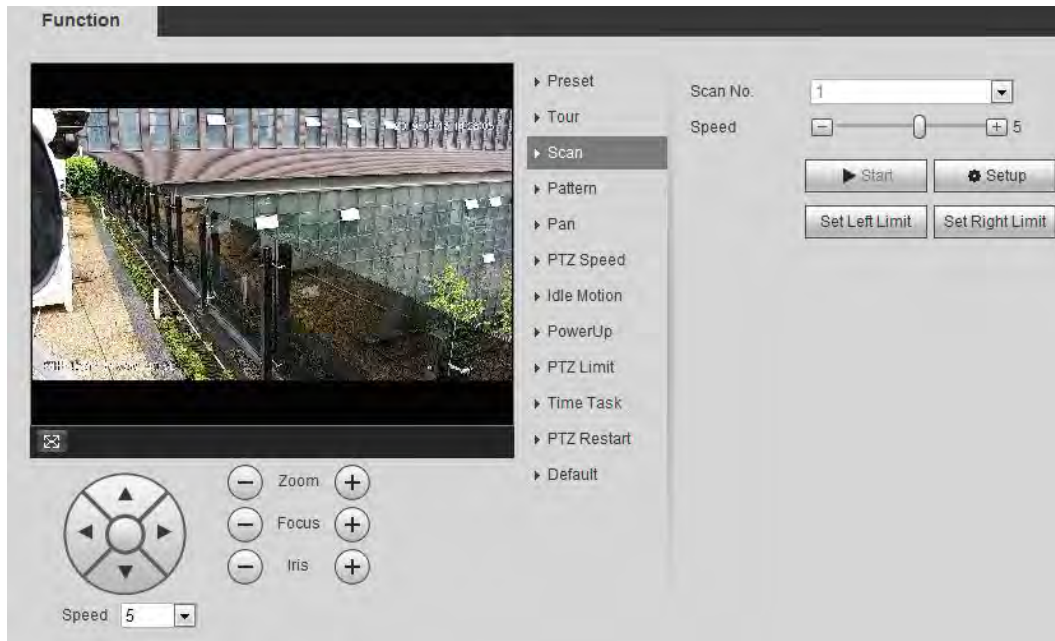 Function
Preset
Tour
Scan
Pattern
Pan
PTZ Speed
Idle Motion
PowerUp
PTZ Limit
Time Task
PTZ Restart
Default
Scan No.
1
Speed
5
Start
Setup
Set Left Limit
Set Right Limit
Zoom
Focus
Iris
Speed
5